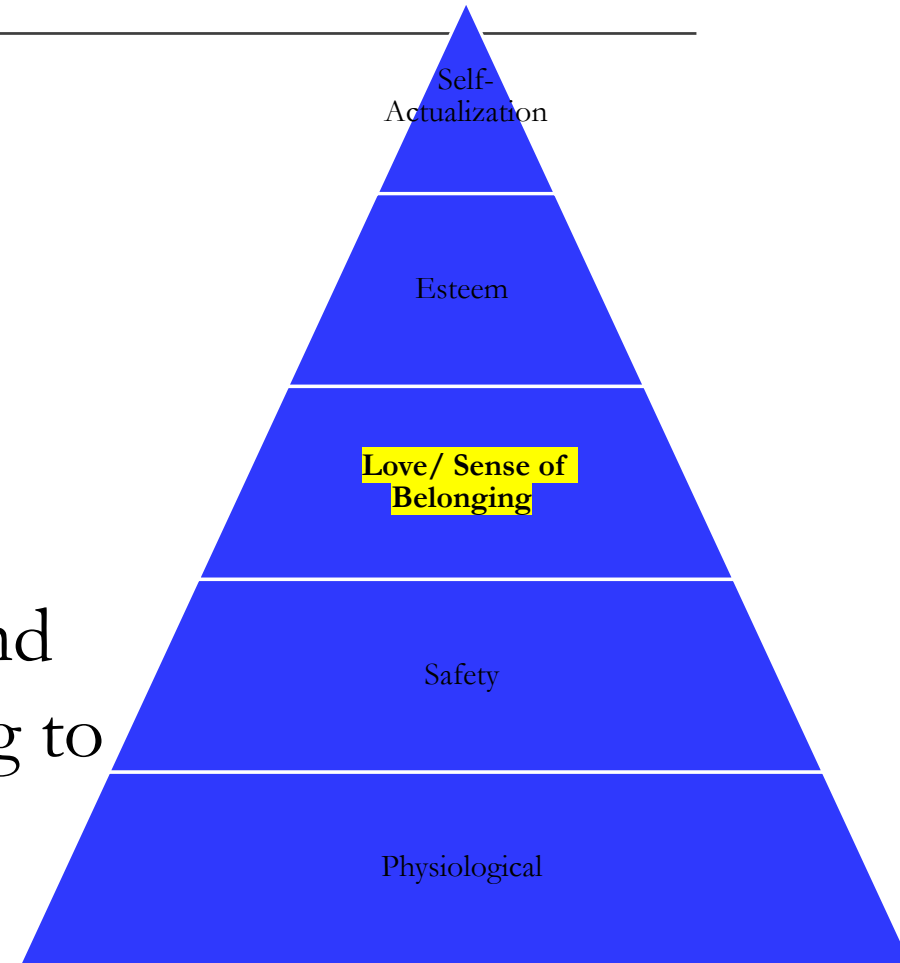 Self-
Actualization
Esteem
Love/ Sense of
Belonging
nd
Safety
g to
Physiological